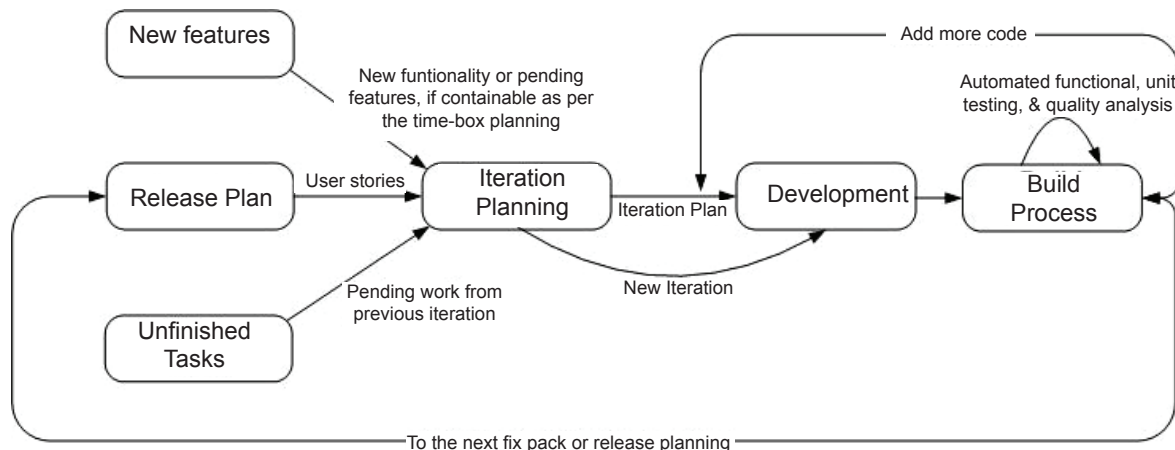 New features
Add more code
New funtionality or pending
features, if containable as per
the time-box planning
Automated functional, unit
testing, & quality analysis
Release Plan
User stories
Iteration
Planning
Iteration Plan
Development
Build
Process
New Iteration
Pending work from
previous iteration
Unfinished
Tasks
To the next fix pack or release planning